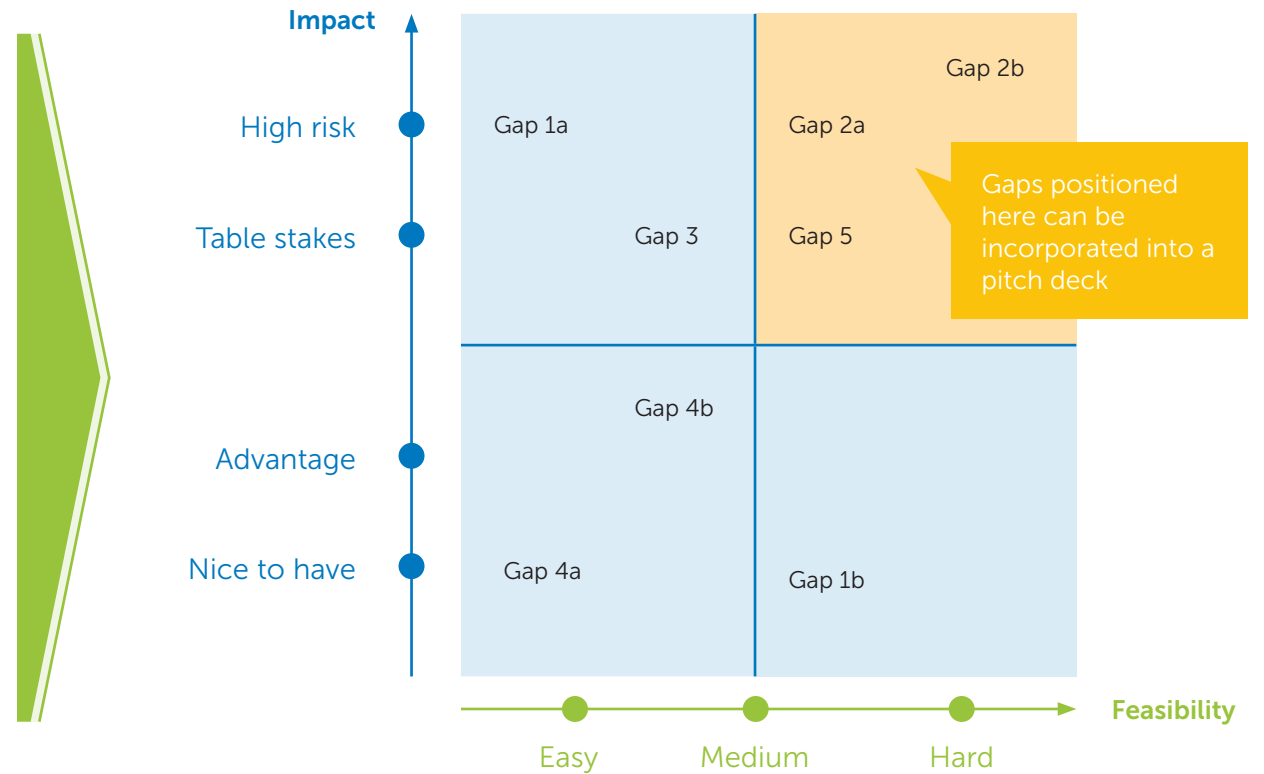 Impact
Gap 2b
High risk
Gap 1a
Gap 2a
Gaps positioned
here can be
incorporated into a
pitch deck
Table stakes
Gap 3
Gap 5
Gap 4b
Advantage
Nice to have
Gap 4a
Gap 1b
Feasibility
Easy
Medium
Hard